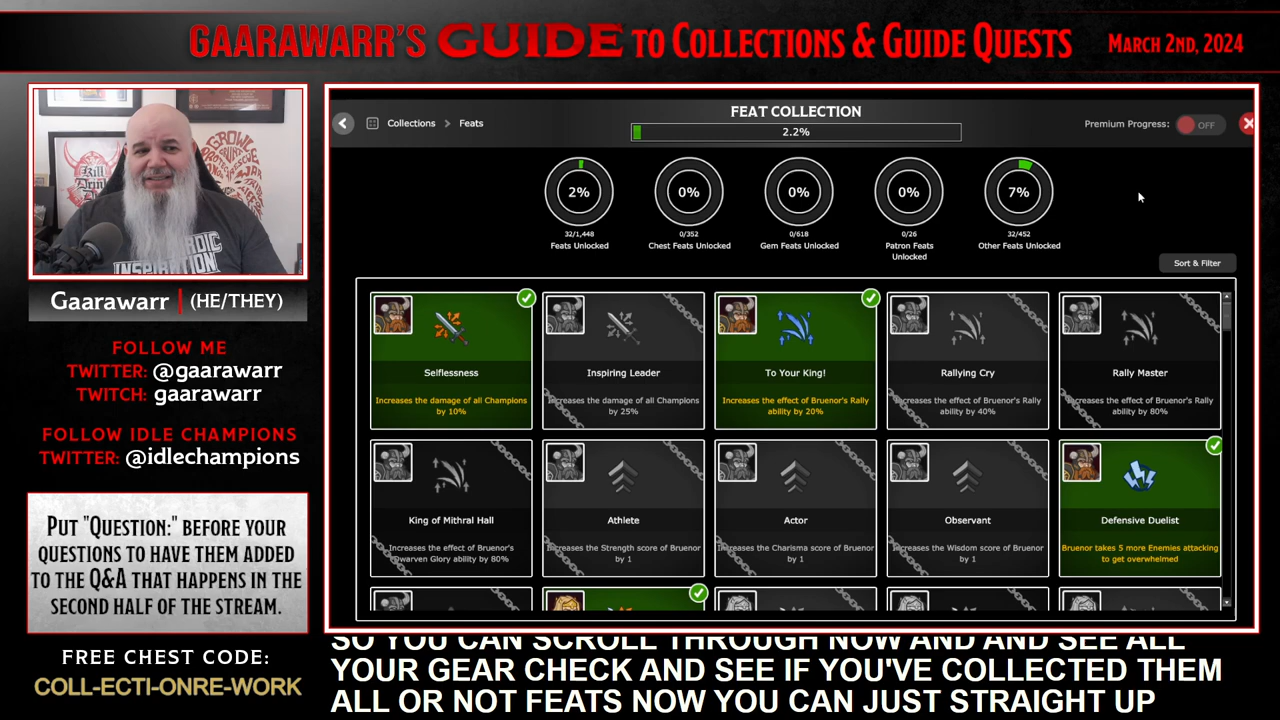 GAARAWARR'S GUIDE TO COLLECTIONS & GUIDE QUESTS
MARCH 2ND, 2024
Gaarawarr | (HE/THEY)
FOLLOW ME
TWITTER: @gaarawarr
TWITCH: gaarawarr
FOLLOW IDLE CHAMPIONS
TWITTER: @idlechampions
PUT "QUESTION:" BEFORE YOUR
QUESTIONS TO HAVE THEM ADDED
TO THE Q&A THAT HAPPENS IN THE
SECOND HALF OF THE STREAM.
FREE CHEST CODE:
COLL-ECTI-ONRE-WORK
Collections > Feats
FEAT COLLECTION
2.2%
Premium Progress: OFF
2% 0% 0% 0% 7%
32/1,448 0/352 0/618 0/26 32/452
Feats Unlocked Chest Feats Unlocked Gem Feats Unlocked Patron Feats Other Feats Unlocked
Unlocked
Sort & Filter
Selflessness
Increases the damage of all Champions
by 10%
Inspiring Leader
Increases the damage of all Champions
by 25%
To Your King!
Increases the effect of Bruenor's Rally
ability by 20%
Rallying Cry
Increases the effect of Bruenor's Rally
ability by 40%
Rally Master
Increases the effect of Bruenor's Rally
ability by 80%
King of Mithral Hall
Increases the effect of Bruenor's
Dwarven Glory ability by 80%
Athlete
Increases the Strength score of Bruenor
by 1
Actor
Increases the Charisma score of Bruenor
by 1
Observant
Increases the Wisdom score of Bruenor
by 1
Defensive Duelist
Bruenor takes 5 more Enemies attacking
to get overwhelmed
SO YOU CAN SCROLL THROUGH NOW AND AND SEE ALL
YOUR GEAR CHECK AND SEE IF YOU'VE COLLECTED THEM
ALL OR NOT FEATS NOW YOU CAN JUST STRAIGHT UP